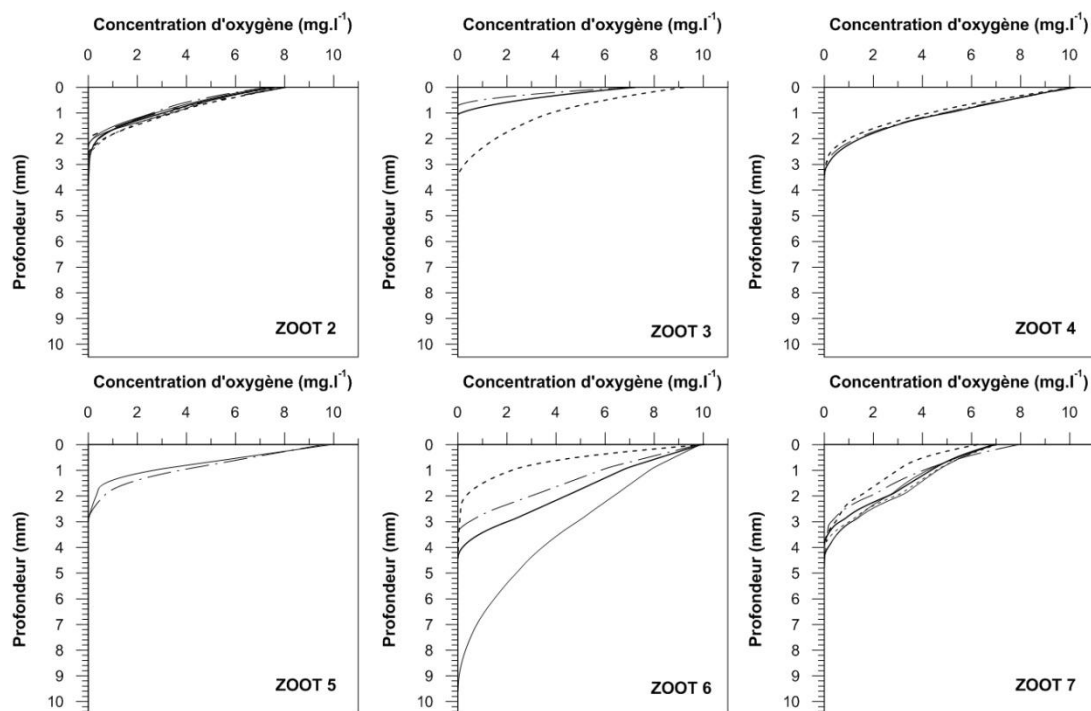 Concentration d'oxygène (mg.l-1) Concentration d'oxygène (mg.l-1) Concentration d'oxygène (mg.l-1)
0 2 4 6 8 10 0 2 4 6 8 10 0 2 4 6 8 10
Profondeur (mm) Profondeur (mm) Profondeur (mm)
0 0 0
1 1 1
2 2 2
3 3 3
4 4 4
5 5 5
6 6 6
7 7 7
8 8 8
9 9 9
10 10 10
ZOOT 2 ZOOT 3 ZOOT 4
Concentration d'oxygène (mg.l-1) Concentration d'oxygène (mg.l-1) Concentration d'oxygène (mg.l-1)
0 2 4 6 8 10 0 2 4 6 8 10 0 2 4 6 8 10
Profondeur (mm) Profondeur (mm) Profondeur (mm)
0 0 0
1 1 1
2 2 2
3 3 3
4 4 4
5 5 5
6 6 6
7 7 7
8 8 8
9 9 9
10 10 10
ZOOT 5 ZOOT 6 ZOOT 7